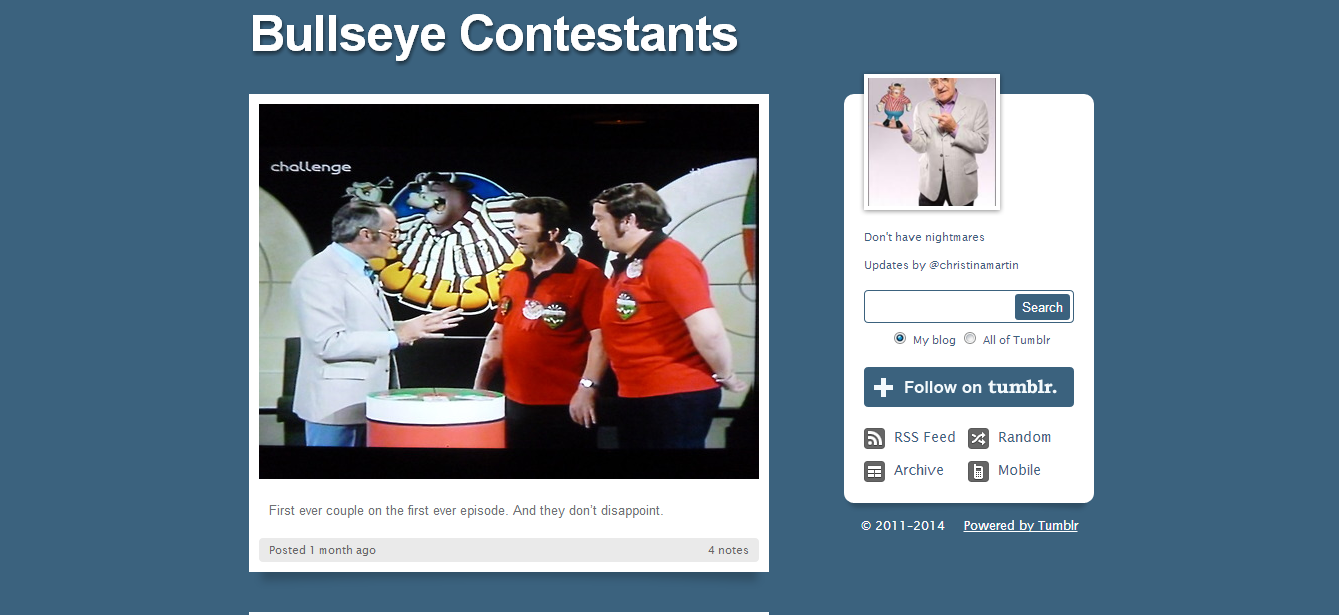 Bullseye Contestants
challenge
BULLSEYE
First ever couple on the first ever episode. And they don't disappoint.
Posted 1 month ago 4 notes
Don't have nightmares
Updates by @christinamartin
Search
My blog All of Tumblr
Follow on tumblr.
RSS Feed Random
Archive Mobile
© 2011–2014 Powered by Tumblr